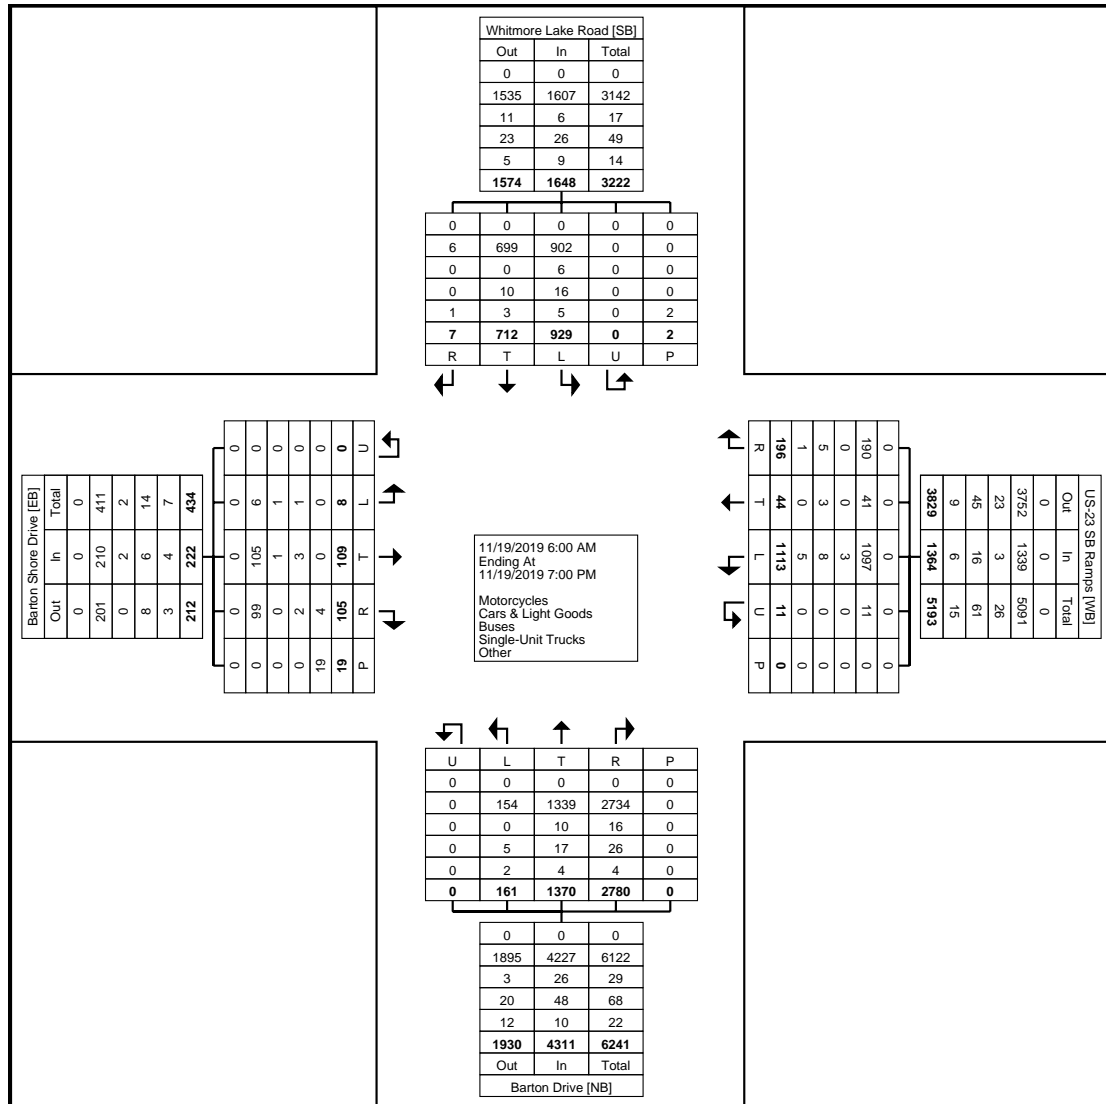 Whitmore Lake Road [SB]
Out In Total
0 0 0
1535 1607 3142
11 6 17
23 26 49
5 9 14
1574 1648 3222
0 0 0 0 0
6 699 902 0 0
0 0 6 0 0
0 10 16 0 0
1 3 5 0 2
7 712 929 0 2
R T L U P
Barton Shore Drive [EB]
Out In Total
0 0 0
201 210 411
0 2 2
8 6 14
3 4 7
212 222 434
U L T R P
0 8 109 105 19
0 0 0 4 19
0 1 3 2 0
0 1 1 0 0
0 6 105 99 0
0 0 0 0 0
11/19/2019 6:00 AM
Ending At
11/19/2019 7:00 PM
Motorcycles
Cars & Light Goods
Buses
Single-Unit Trucks
Other
US-23 SB Ramps [WB]
Out In Total
0 0 0
3752 1339 5091
23 3 26
45 16 61
9 6 15
3829 1364 5193
0 0 0 0 0
190 41 1097 11 0
0 0 3 0 0
5 3 8 0 0
1 0 5 0 0
196 44 1113 11 0
R T L U P
U L T R P
0 0 0 0 0
0 154 1339 2734 0
0 0 10 16 0
0 5 17 26 0
0 2 4 4 0
0 161 1370 2780 0
0 0 0
1895 4227 6122
3 26 29
20 48 68
12 10 22
1930 4311 6241
Out In Total
Barton Drive [NB]